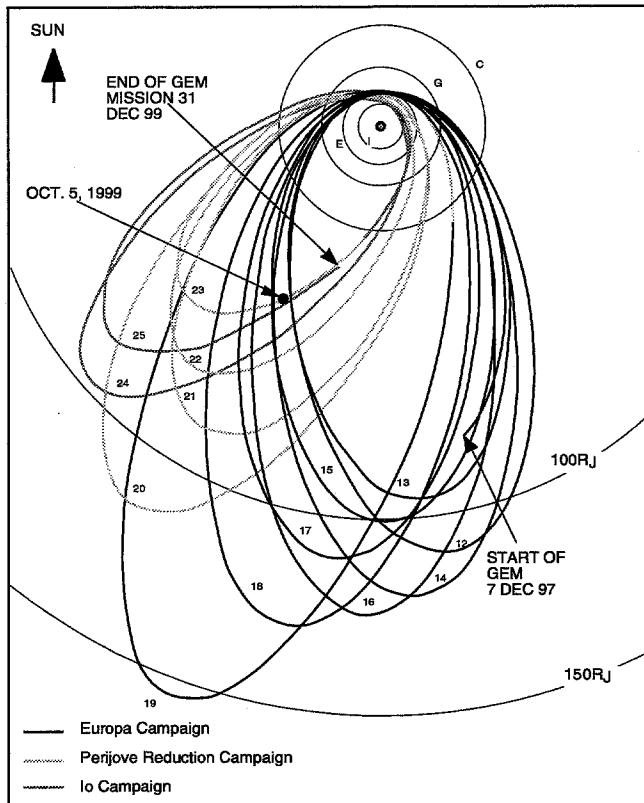 SUN
C
G
END OF GEM
MISSION 31
DEC 99
E
I
OCT. 5, 1999
23
25
22
24
21
20
15
13
100RJ
17
12
START OF
GEM
7 DEC 97
14
18
16
150RJ
19
Europa Campaign
Perijove Reduction Campaign
Io Campaign